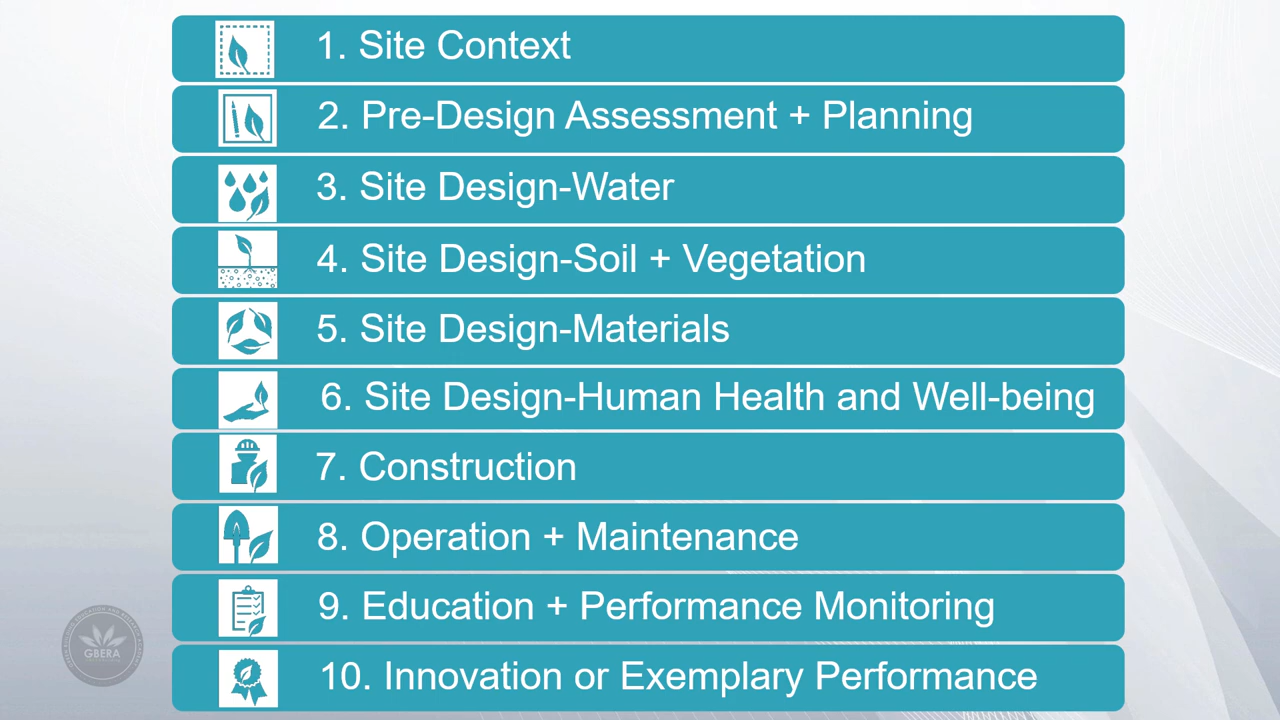 1. Site Context
2. Pre-Design Assessment + Planning
3. Site Design-Water
4. Site Design-Soil + Vegetation
5. Site Design-Materials
6. Site Design-Human Health and Well-being
7. Construction
8. Operation + Maintenance
9. Education + Performance Monitoring
10. Innovation or Exemplary Performance
GBERA